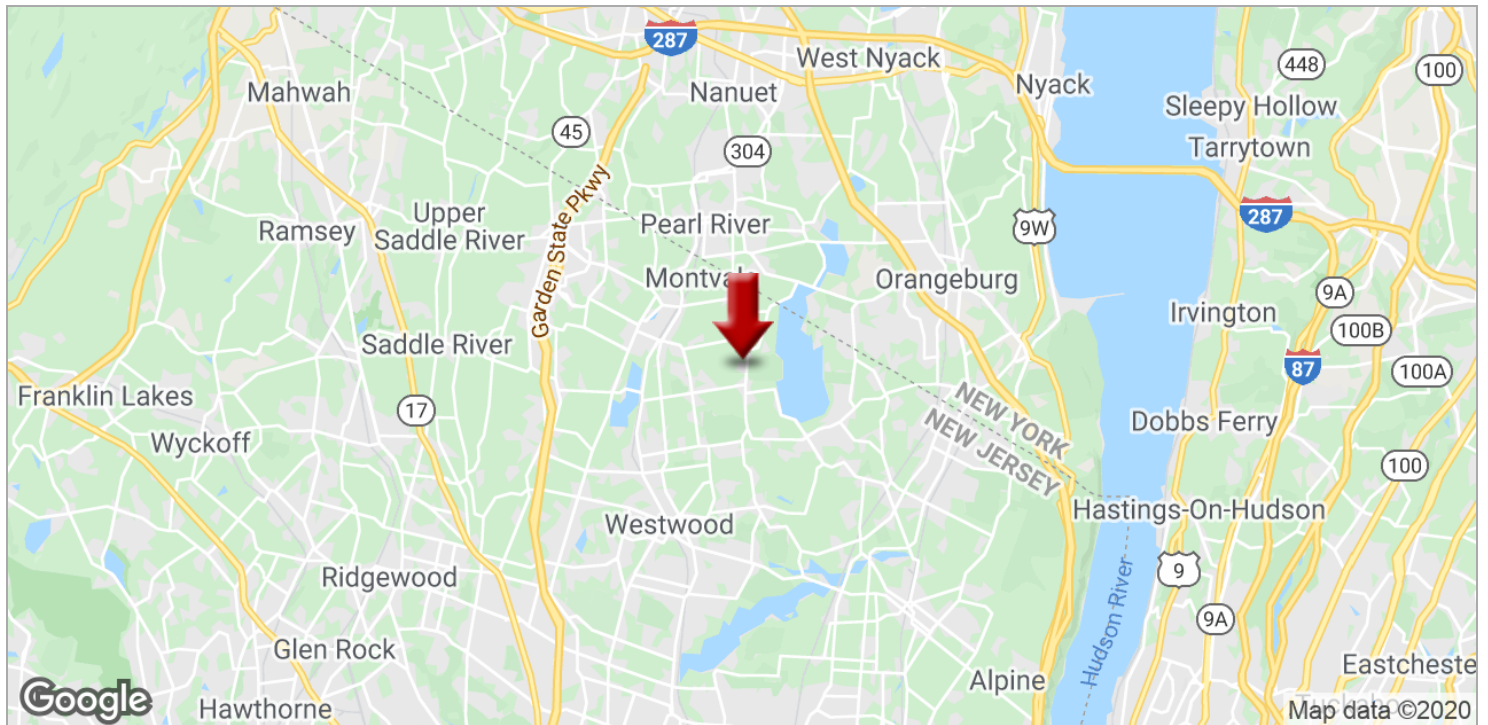 287
West Nyack
448
100
Mahwah
Nanuet
Nyack
Sleepy Hollow
45
304
Tarrytown
Garden State Pkwy
Upper
Saddle River
Ramsey
Pearl River
9W
287
Montvale
Orangeburg
9A
Irvington
100B
Saddle River
87
100A
Franklin Lakes
17
NEW YORK
NEW JERSEY
Dobbs Ferry
Wyckoff
100
Hastings-On-Hudson
Westwood
Ridgewood
9
Hudson River
9A
Glen Rock
Eastcheste
Alpine
Google
Hawthorne
Map data ©2020